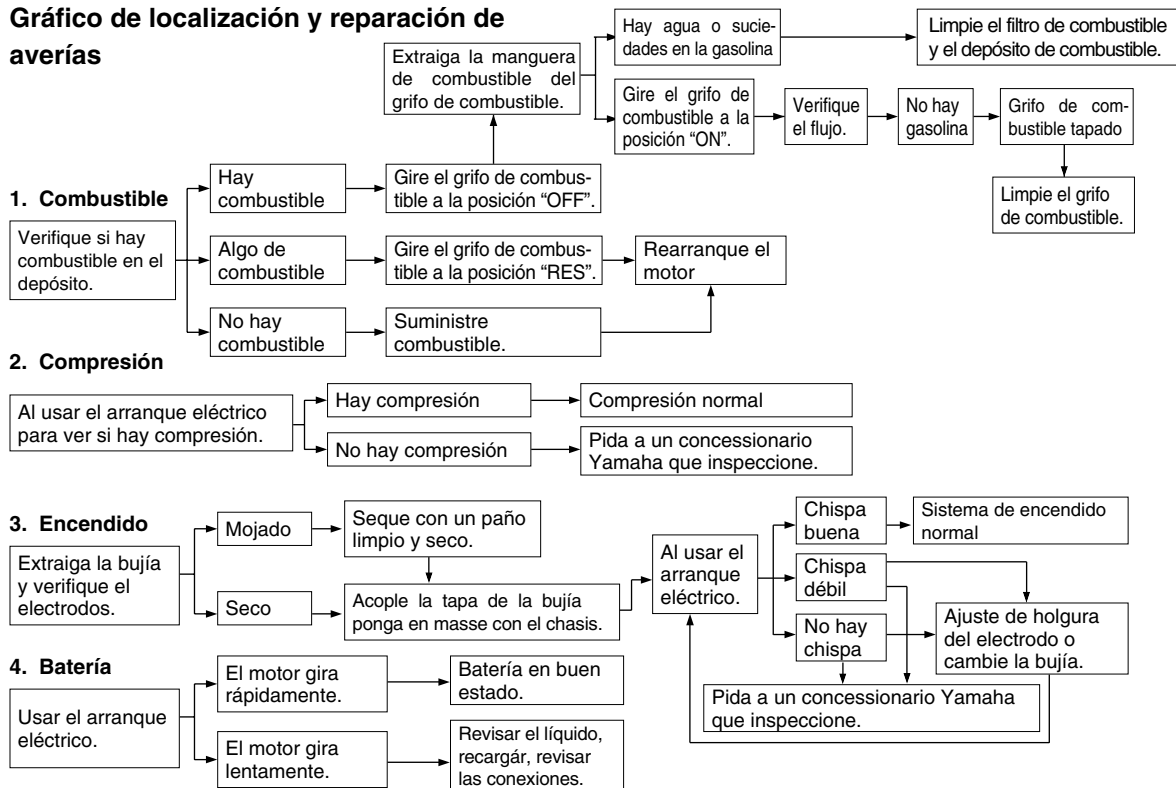 Gráfico de localización y reparación de
averías
Extraiga la manguera
de combustible del
grifo de combustible.
Hay agua o sucie-
dades en la gasolina
Limpie el filtro de combustible
y el depósito de combustible.
Gire el grifo de
combustible a la
posición “ON”.
Verifique
el flujo.
No hay
gasolina
Grifo de com-
bustible tapado
Limpie el grifo
de combustible.
1. Combustible
Verifique si hay
combustible en el
depósito.
Hay
combustible
Gire el grifo de combus-
tible a la posición “OFF”.
Algo de
combustible
Gire el grifo de combus-
tible a la posición “RES”.
Rearranque el
motor
No hay
combustible
Suministre
combustible.
2. Compresión
Al usar el arranque eléctrico
para ver si hay compresión.
Hay compresión
Compresión normal
No hay compresión
Pida a un concessionario
Yamaha que inspeccione.
3. Encendido
Extraiga la bujía
y verifique el
electrodos.
Mojado
Seque con un paño
limpio y seco.
Seco
Acople la tapa de la bujía
ponga en masse con el chasis.
Al usar el
arranque
eléctrico.
Chispa
buena
Sistema de encendido
normal
Chispa
débil
No hay
chispa
Ajuste de holgura
del electrodo o
cambie la bujía.
Pida a un concessionario Yamaha
que inspeccione.
4. Batería
Usar el arranque
eléctrico.
El motor gira
rápidamente.
Batería en buen
estado.
El motor gira
lentamente.
Revisar el líquido,
recargár, revisar
las conexiones.